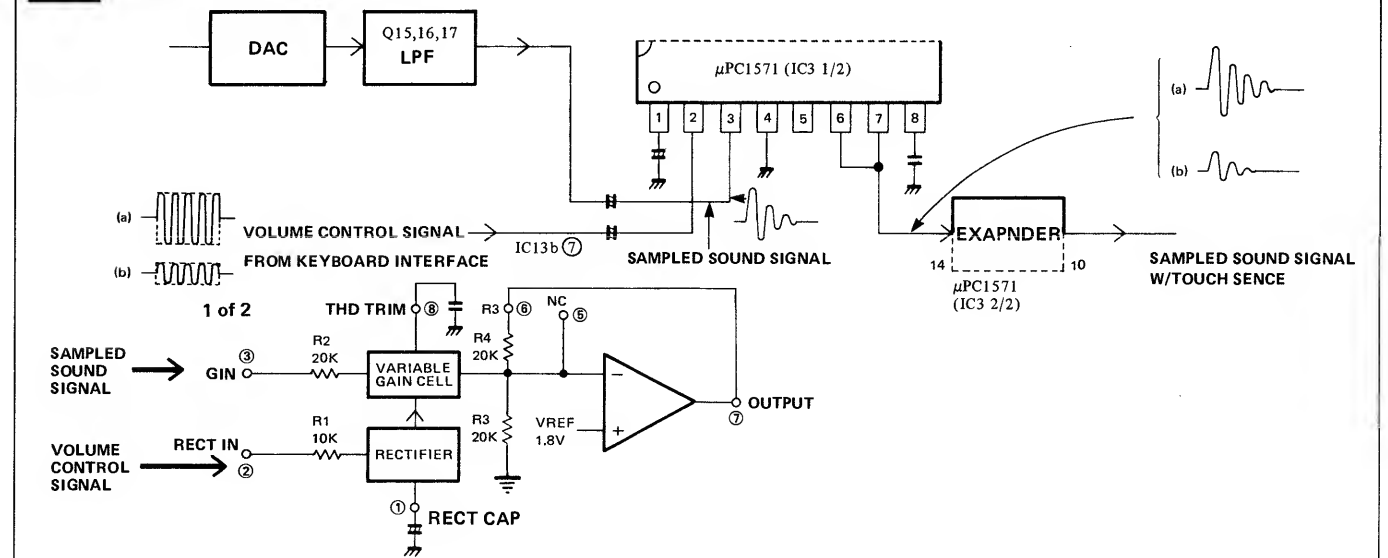 DAC
Q15,16,17
LPF
μPC1571 (IC3 1/2)
1 2 3 4 5 6 7 8
(a)
(b)
(a)
(b)
VOLUME CONTROL SIGNAL
FROM KEYBOARD INTERFACE
IC13b ⑦
SAMPLED SOUND SIGNAL
EXAPNDER
14
10
μPC1571
(IC3 2/2)
SAMPLED SOUND SIGNAL
W/TOUCH SENCE
1 of 2
THD TRIM ⑧
R3 ⑥
NC
⑤
SAMPLED
SOUND
SIGNAL
③
GIN
R2
20K
VARIABLE
GAIN CELL
R4
20K
R3
20K
VREF
1.8V
−
+
⑦
OUTPUT
VOLUME
CONTROL
SIGNAL
RECT IN
②
R1
10K
RECTIFIER
①
RECT CAP